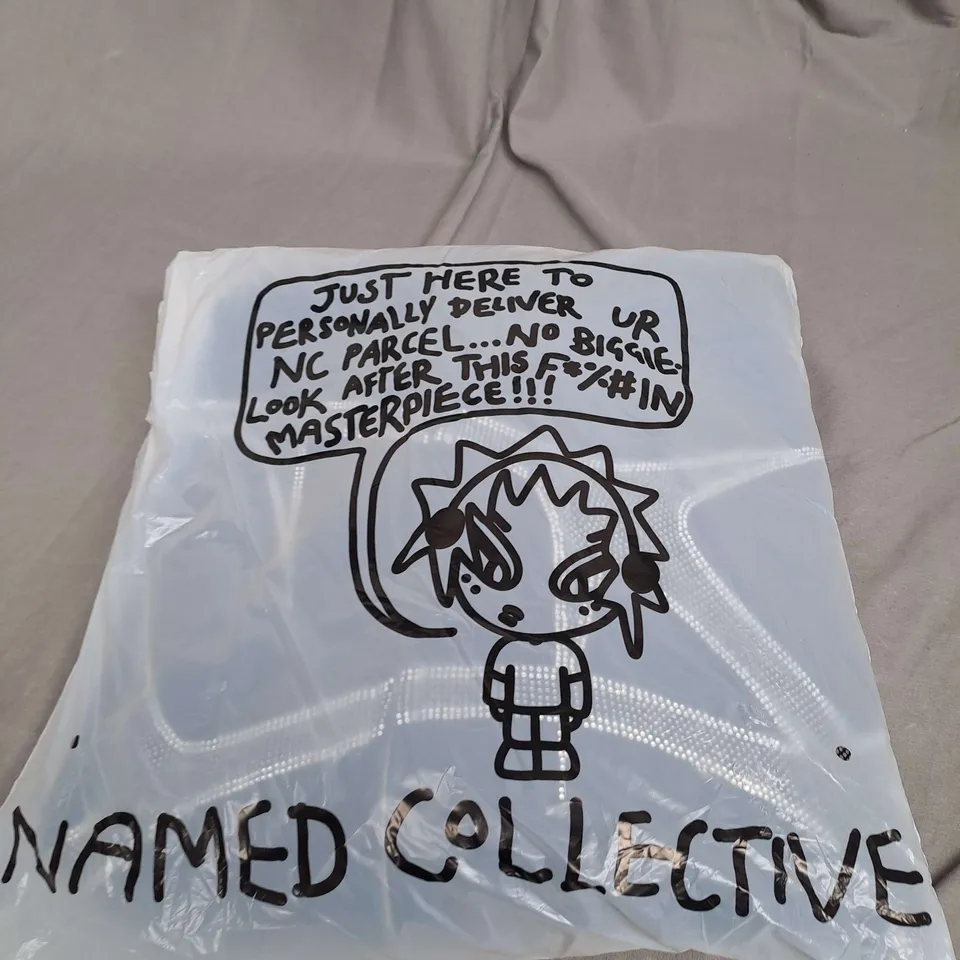 JUST HERE TO
PERSONALLY DELIVER UR
NC PARCEL...NO BIGGIE.
LOOK AFTER THIS F*%#IN
MASTERPIECE!!!
NAMED COLLECTIVE